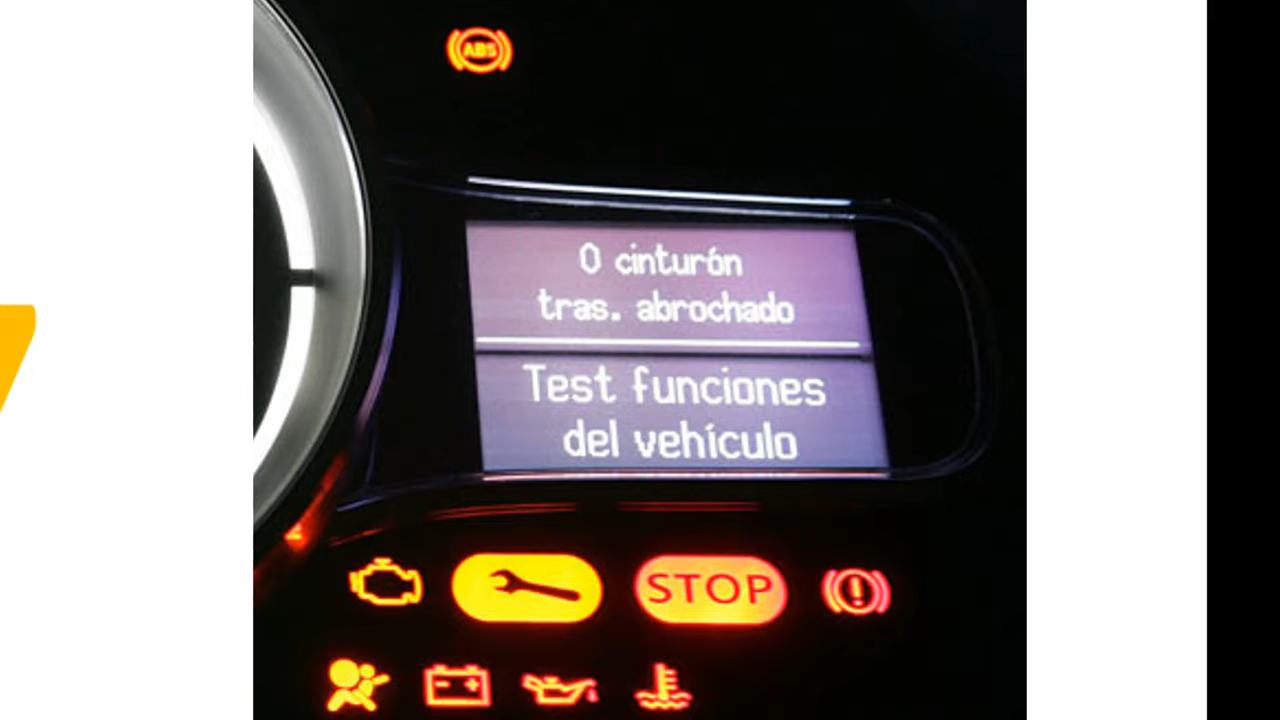 ABS
0 cinturón
tras. abrochado
Test funciones
del vehículo
STOP